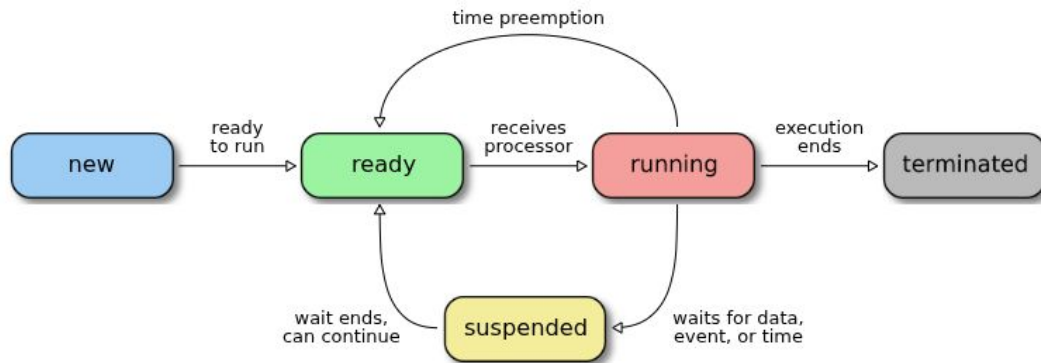 time preemption
ready
to run
receives
processor
execution
ends
new
ready
running
terminated
wait ends,
can continue
suspended
waits for data,
event, or time